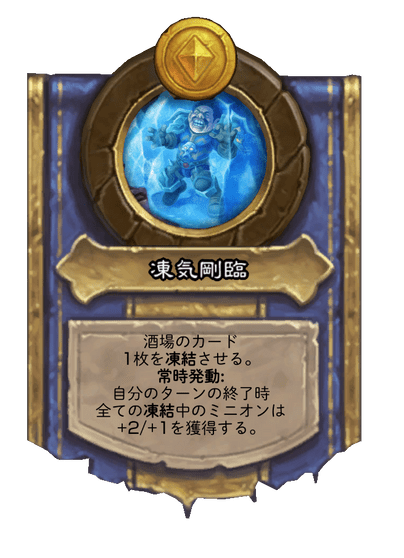 凍気剛臨
酒場のカード
1枚を凍結させる。
常時発動:
自分のターンの終了時
全ての凍結中のミニオンは
+2/+1を獲得する。